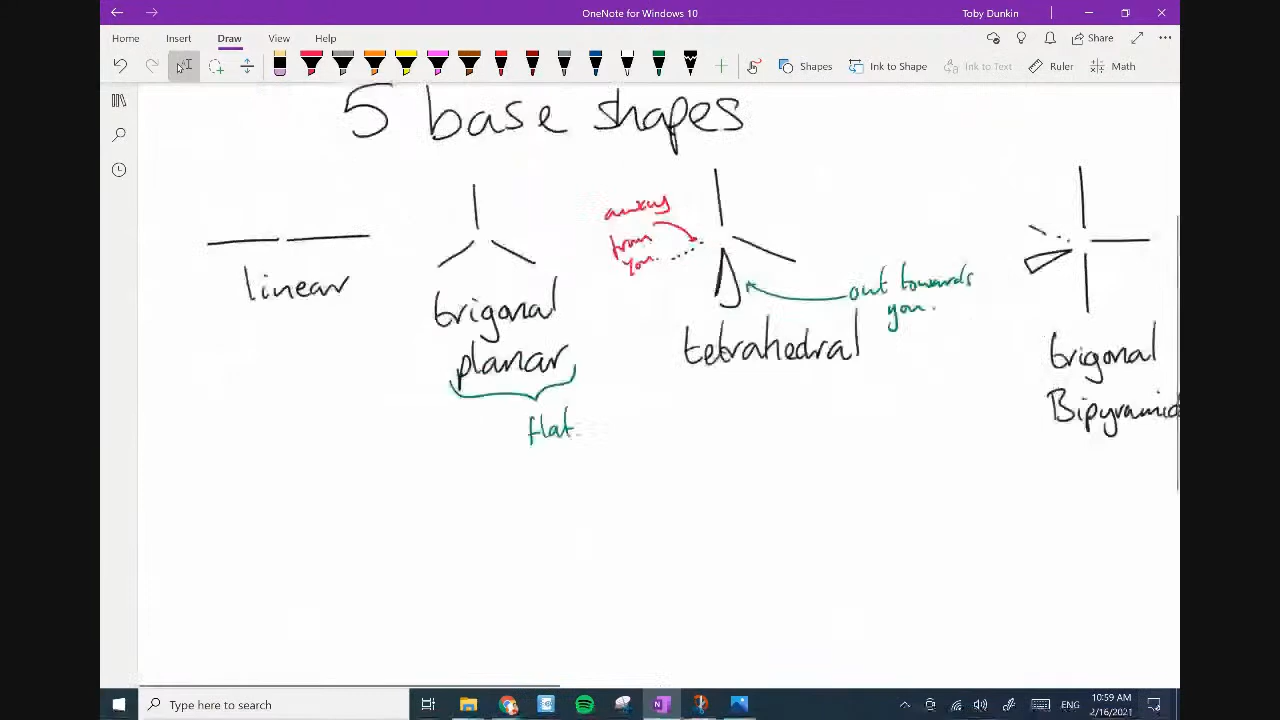 OneNote for Windows 10
Toby Dunkin
Home Insert Draw View Help
Share
Shapes Ink to Shape Ink to Text Ruler Math
5 base shapes
linear
trigonal
planar
flat
away
from
you.
tetrahedral
out towards
you.
trigonal
Bipyramid
Type here to search
10:59 AM
2/16/2021